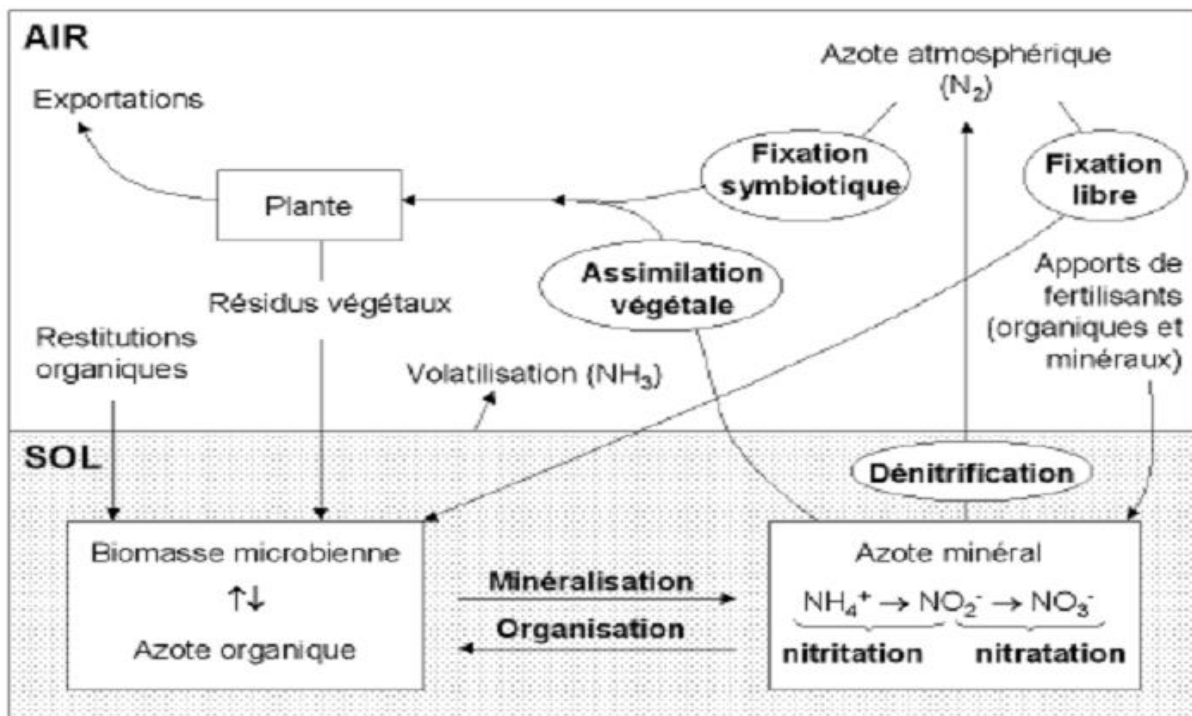 AIR
Azote atmosphérique
(N₂)
Exportations
Fixation
symbiotique
Fixation
libre
Plante
Assimilation
végétale
Apports de
fertilisants
(organiques et
minéraux)
Résidus végétaux
Restitutions
organiques
Volatilisation (NH₃)
SOL
Dénitrification
Biomasse microbienne
↑↓
Azote organique
Minéralisation
Organisation
Azote minéral
NH₄⁺ → NO₂⁻ → NO₃⁻
nitritation nitratation